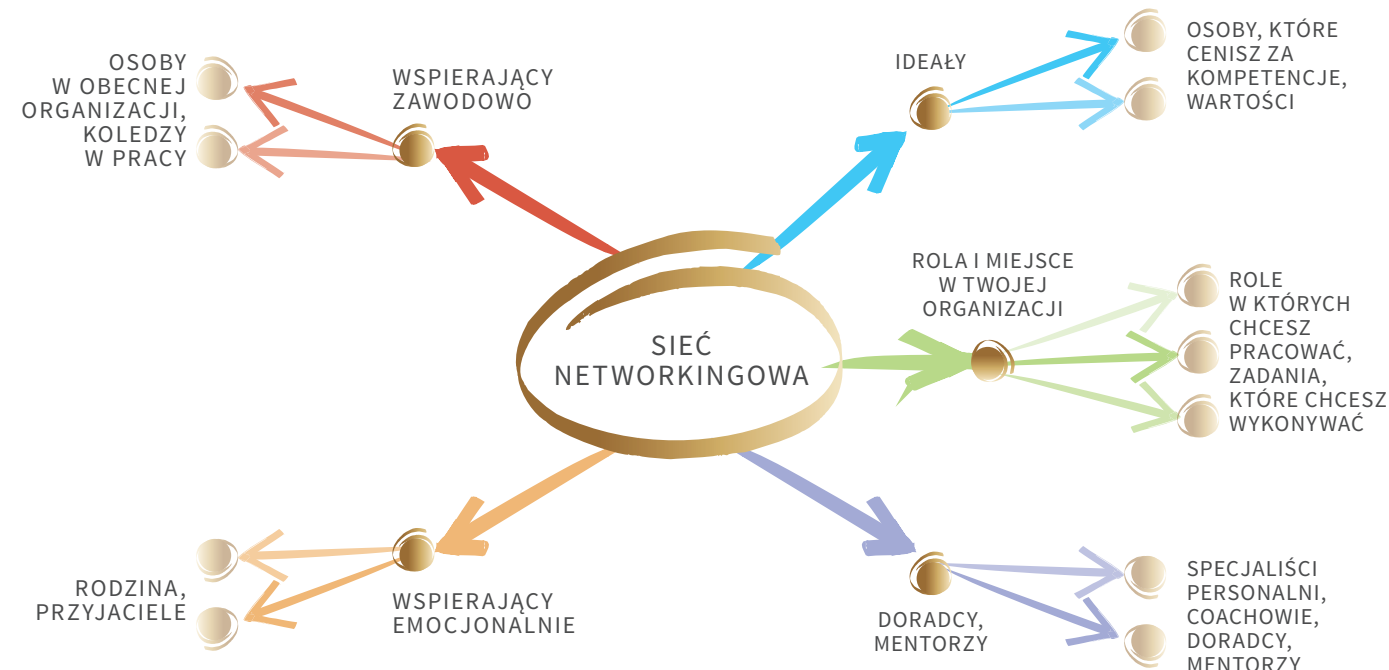 OSOBY
W OBECNEJ
ORGANIZACJI,
KOLEDZY
W PRACY
WSPIERAJĄCY
ZAWODOWO
IDEAŁY
OSOBY, KTÓRE
CENISZ ZA
KOMPETENCJE,
WARTOŚCI
SIEĆ
NETWORKINGOWA
ROLA I MIEJSCE
W TWOJEJ
ORGANIZACJI
ROLE
W KTÓRYCH
CHCESZ
PRACOWAĆ,
ZADANIA,
KTÓRE CHCESZ
WYKONYWAĆ
RODZINA,
PRZYJACIELE
WSPIERAJĄCY
EMOCJONALNIE
DORADCY,
MENTORZY
SPECJALIŚCI
PERSONALNI,
COACHOWIE,
DORADCY,
MENTORZY